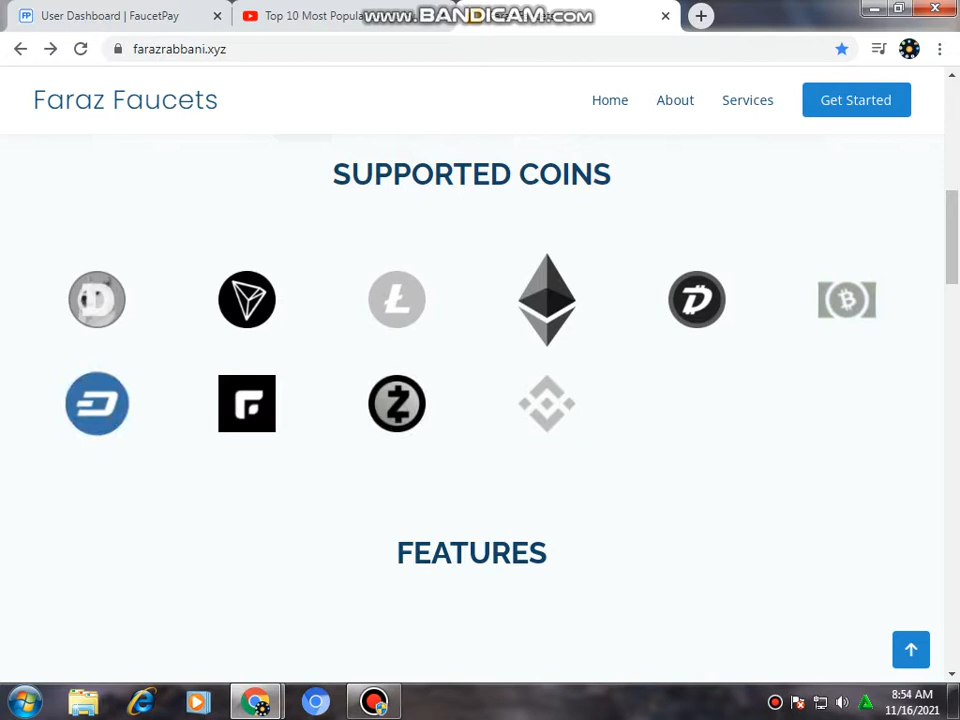 User Dashboard | FaucetPay
Top 10 Most Popula
www.BANDICAM.com
farazrabbani.xyz
Faraz Faucets
Home
About
Services
Get Started
SUPPORTED COINS
FEATURES
8:54 AM
11/16/2021